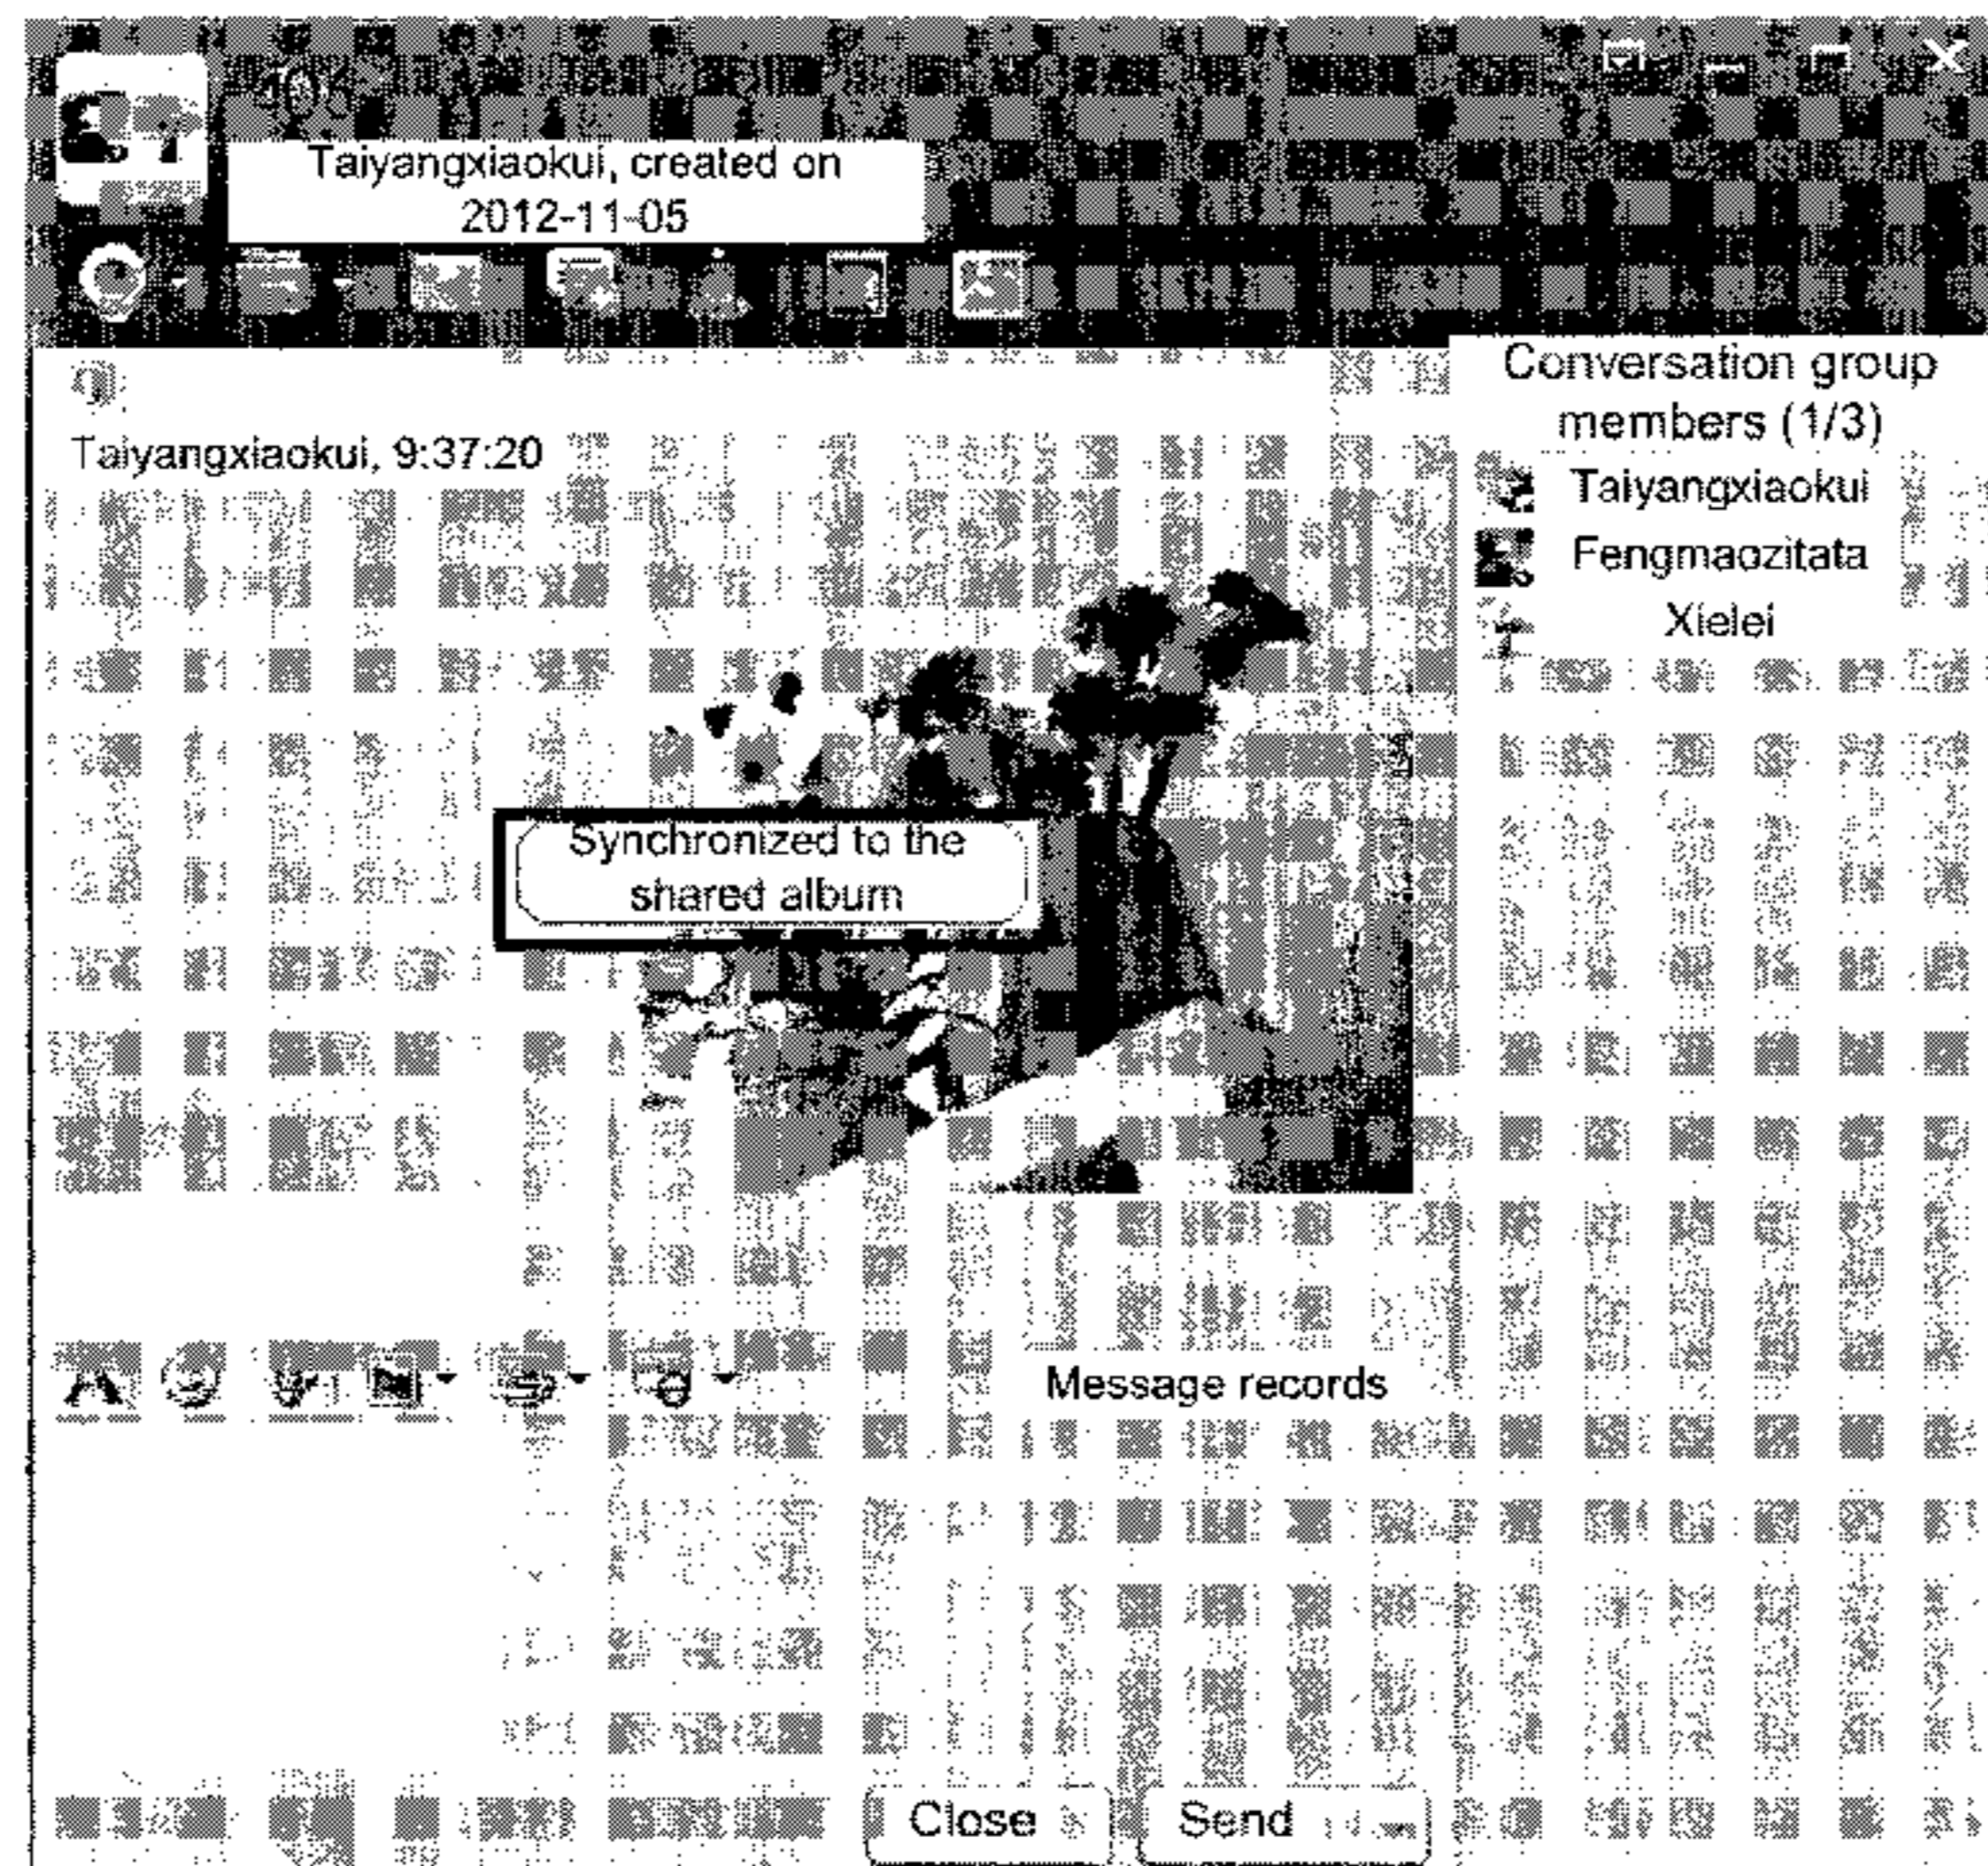 Taiyangxiaokui, created on
2012-11-05
Taiyangxiaokui, 9:37:20
Synchronized to the
shared album
Conversation group
members (1/3)
Taiyangxiaokui
Fengmaozitata
Xielei
Message records
Close
Send